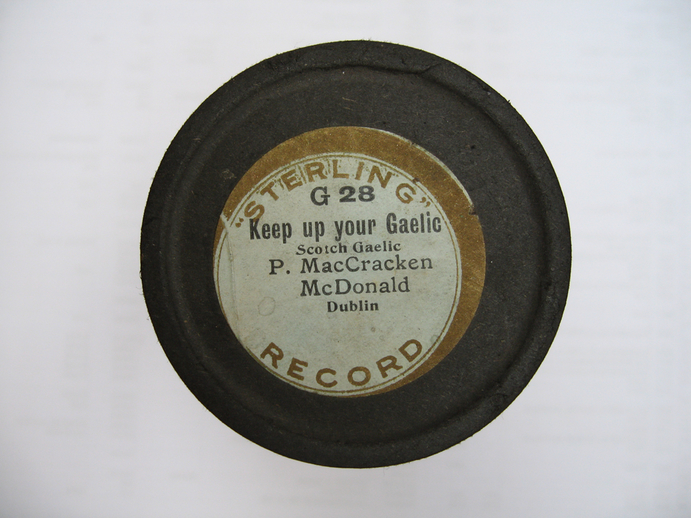 "STERLING"
G 28
Keep up your Gaelic
Scotch Gaelic
P. MacCracken
McDonald
Dublin
RECORD